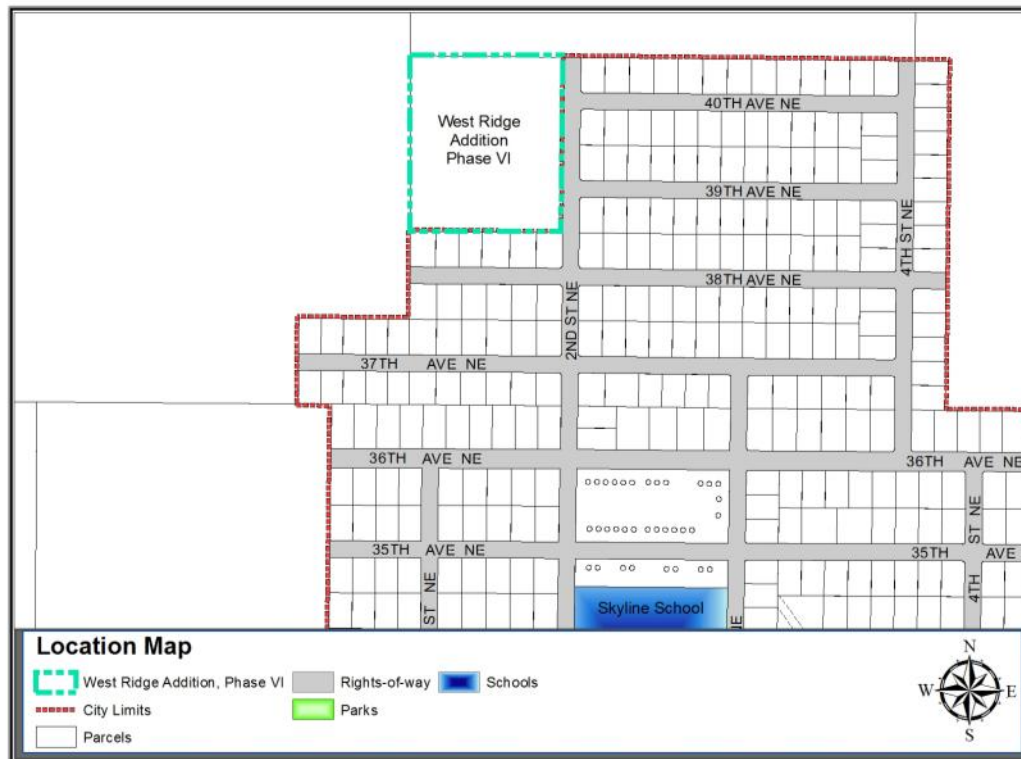 West Ridge
Addition
Phase VI
40TH AVE NE
39TH AVE NE
4TH ST NE
38TH AVE NE
2ND ST NE
37TH AVE NE
36TH AVE NE
36TH AVE NE
ST NE
35TH AVE NE
35TH AVE
ST NE
4TH
Skyline School
NE
Location Map
West Ridge Addition, Phase VI
Rights-of-way
Schools
City Limits
Parks
Parcels
N
W
E
S